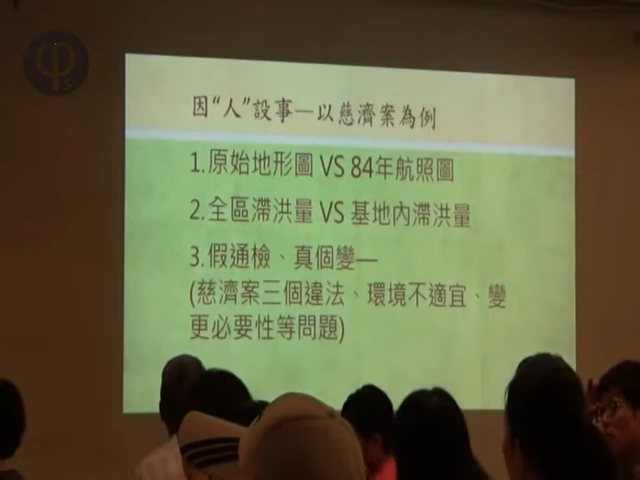 因“人”設事—以慈濟案為例
1.原始地形圖 VS 84年航照圖
2.全區滯洪量 VS 基地內滯洪量
3.假通檢、真個變—
(慈濟案三個違法、環境不適宜、變
更必要性等問題)